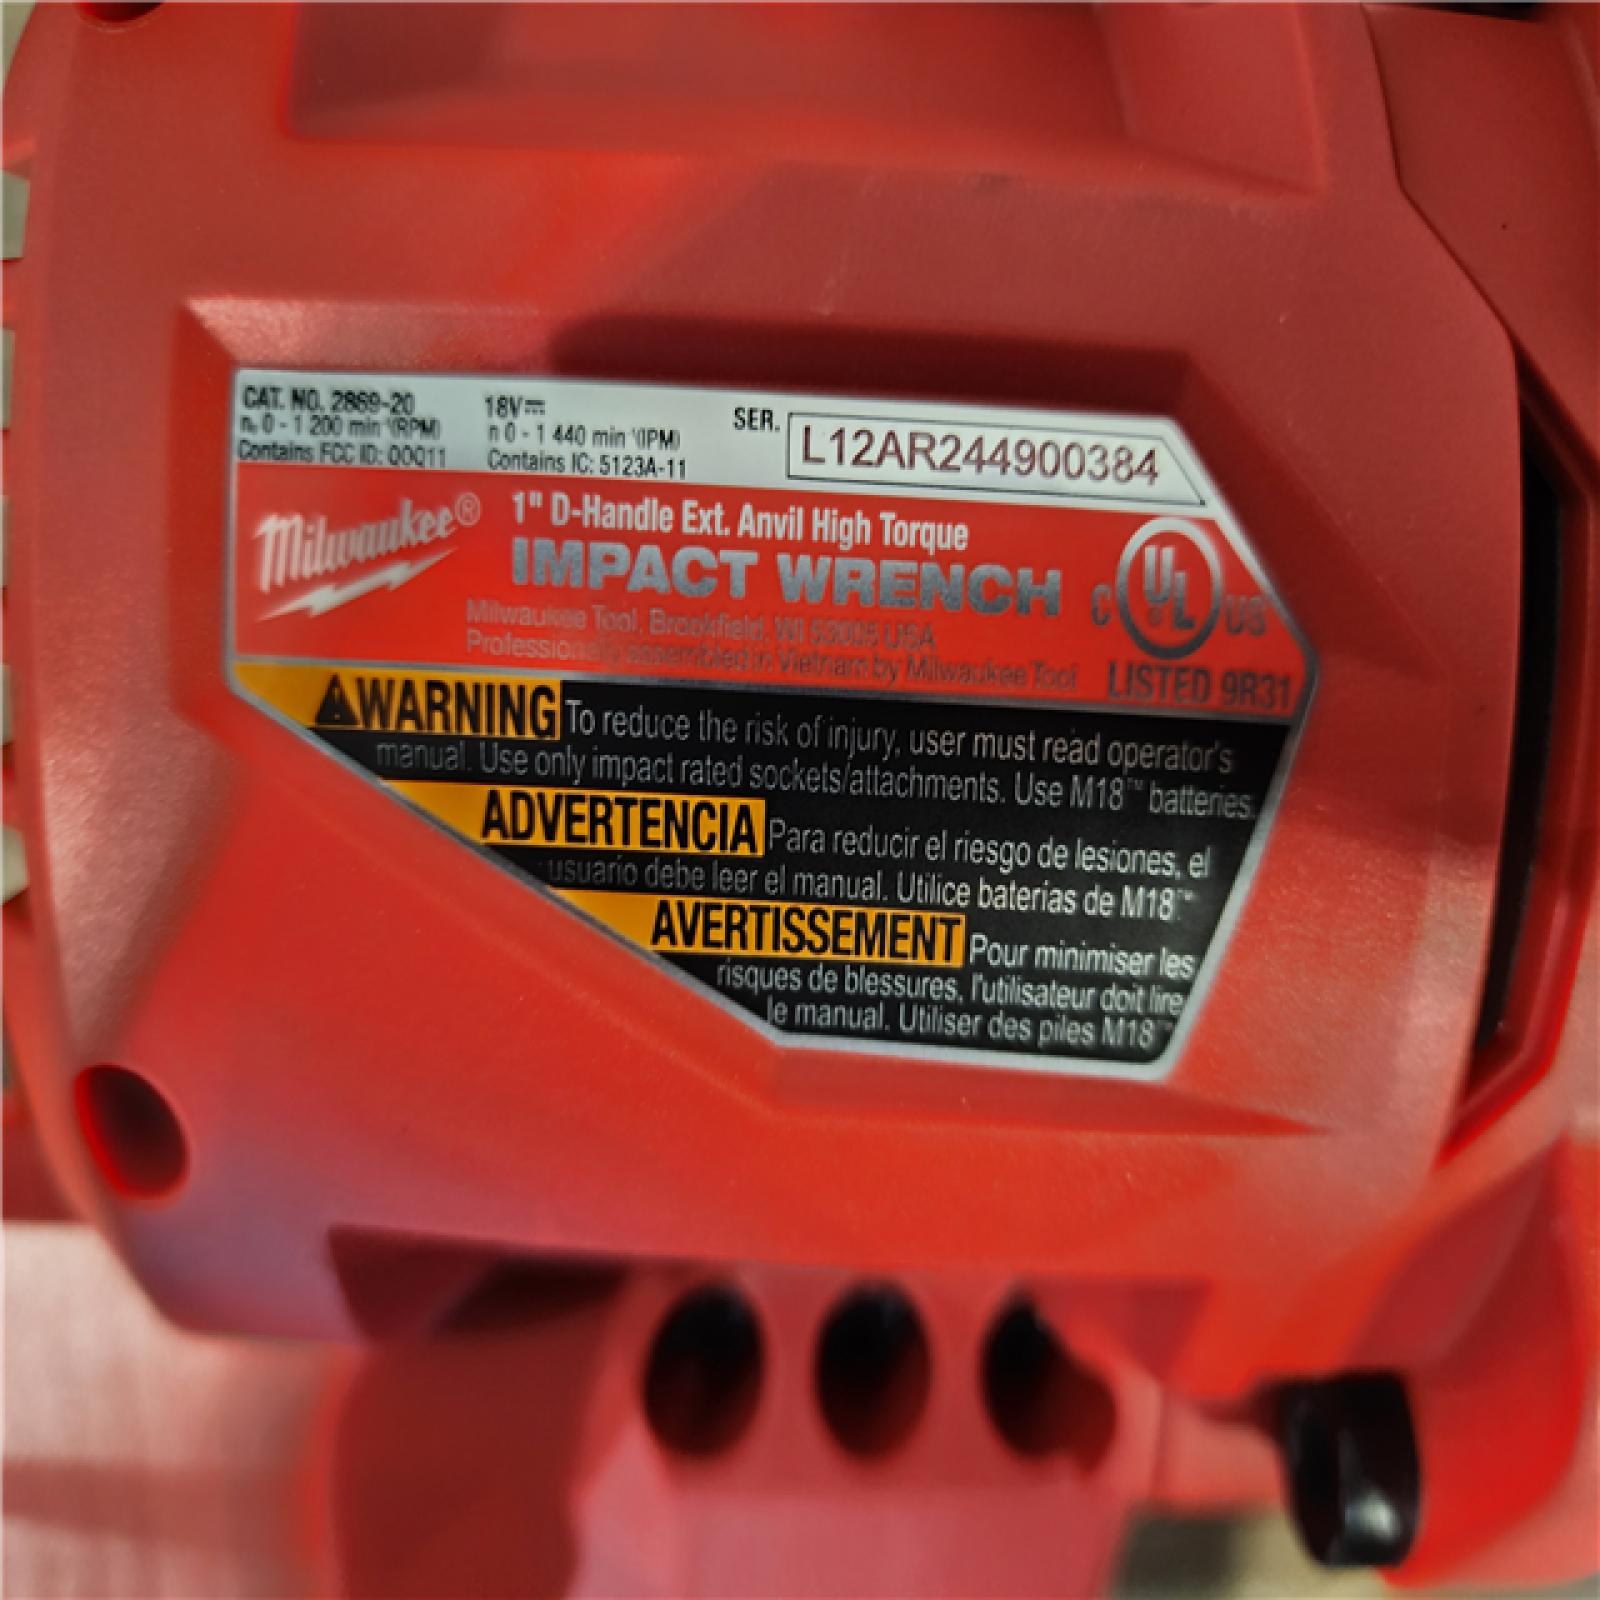 CAT. NO. 2869-20
18V⎓
n₀ 0 - 1 200 min⁻¹(RPM)
n 0 - 1 440 min⁻¹(IPM)
Contains FCC ID: OOQ11
Contains IC: 5123A-11
SER. L12AR244900384
Milwaukee®
1" D-Handle Ext. Anvil High Torque
IMPACT WRENCH
Milwaukee Tool, Brookfield, WI 53005 USA
Professionally assembled in Vietnam by Milwaukee Tool
C UL US
LISTED 9R31
WARNING To reduce the risk of injury, user must read operator's
manual. Use only impact rated sockets/attachments. Use M18™ batteries.
ADVERTENCIA Para reducir el riesgo de lesiones, el
usuario debe leer el manual. Utilice baterias de M18™
AVERTISSEMENT Pour minimiser les
risques de blessures, l'utilisateur doit lire
le manual. Utiliser des piles M18™